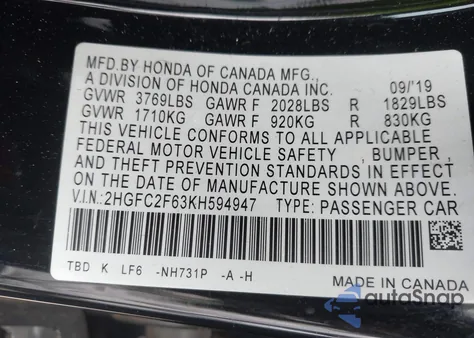 MFD.BY HONDA OF CANADA MFG.,
A DIVISION OF HONDA CANADA INC. 09/'19
GVWR 3769LBS GAWR F 2028LBS R 1829LBS
GVWR 1710KG GAWR F 920KG R 830KG
THIS VEHICLE CONFORMS TO ALL APPLICABLE
FEDERAL MOTOR VEHICLE SAFETY , BUMPER,
AND THEFT PREVENTION STANDARDS IN EFFECT
ON THE DATE OF MANUFACTURE SHOWN ABOVE.
V.I.N.:2HGFC2F63KH594947 TYPE: PASSENGER CAR
TBD K LF6 -NH731P -A -H
MADE IN CANADA
autoSnap